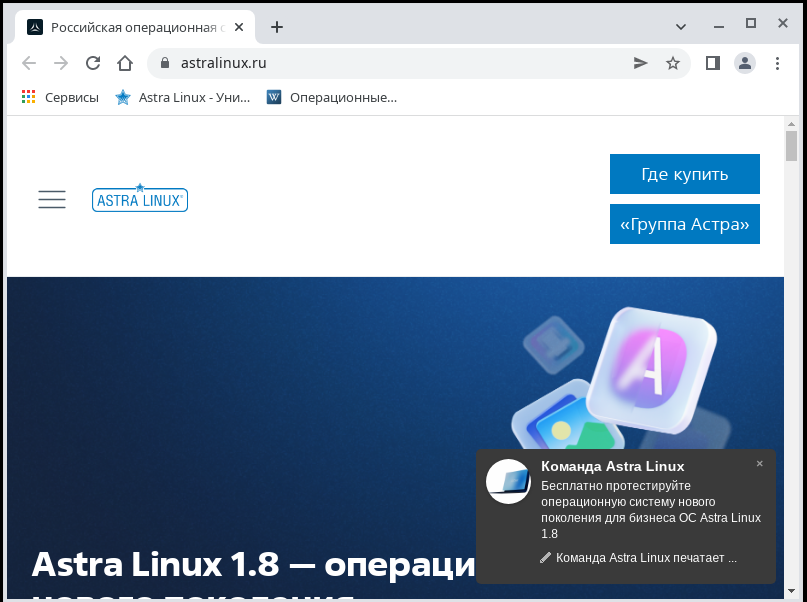 Российская операционная с
astralinux.ru
Сервисы
Astra Linux - Уни...
Операционные...
ASTRA LINUX®
Где купить
«Группа Астра»
A
Команда Astra Linux
Бесплатно протестируйте
операционную систему нового
поколения для бизнеса ОС Astra Linux
1.8
Команда Astra Linux печатает ...
Astra Linux 1.8 — операци
нового поколения